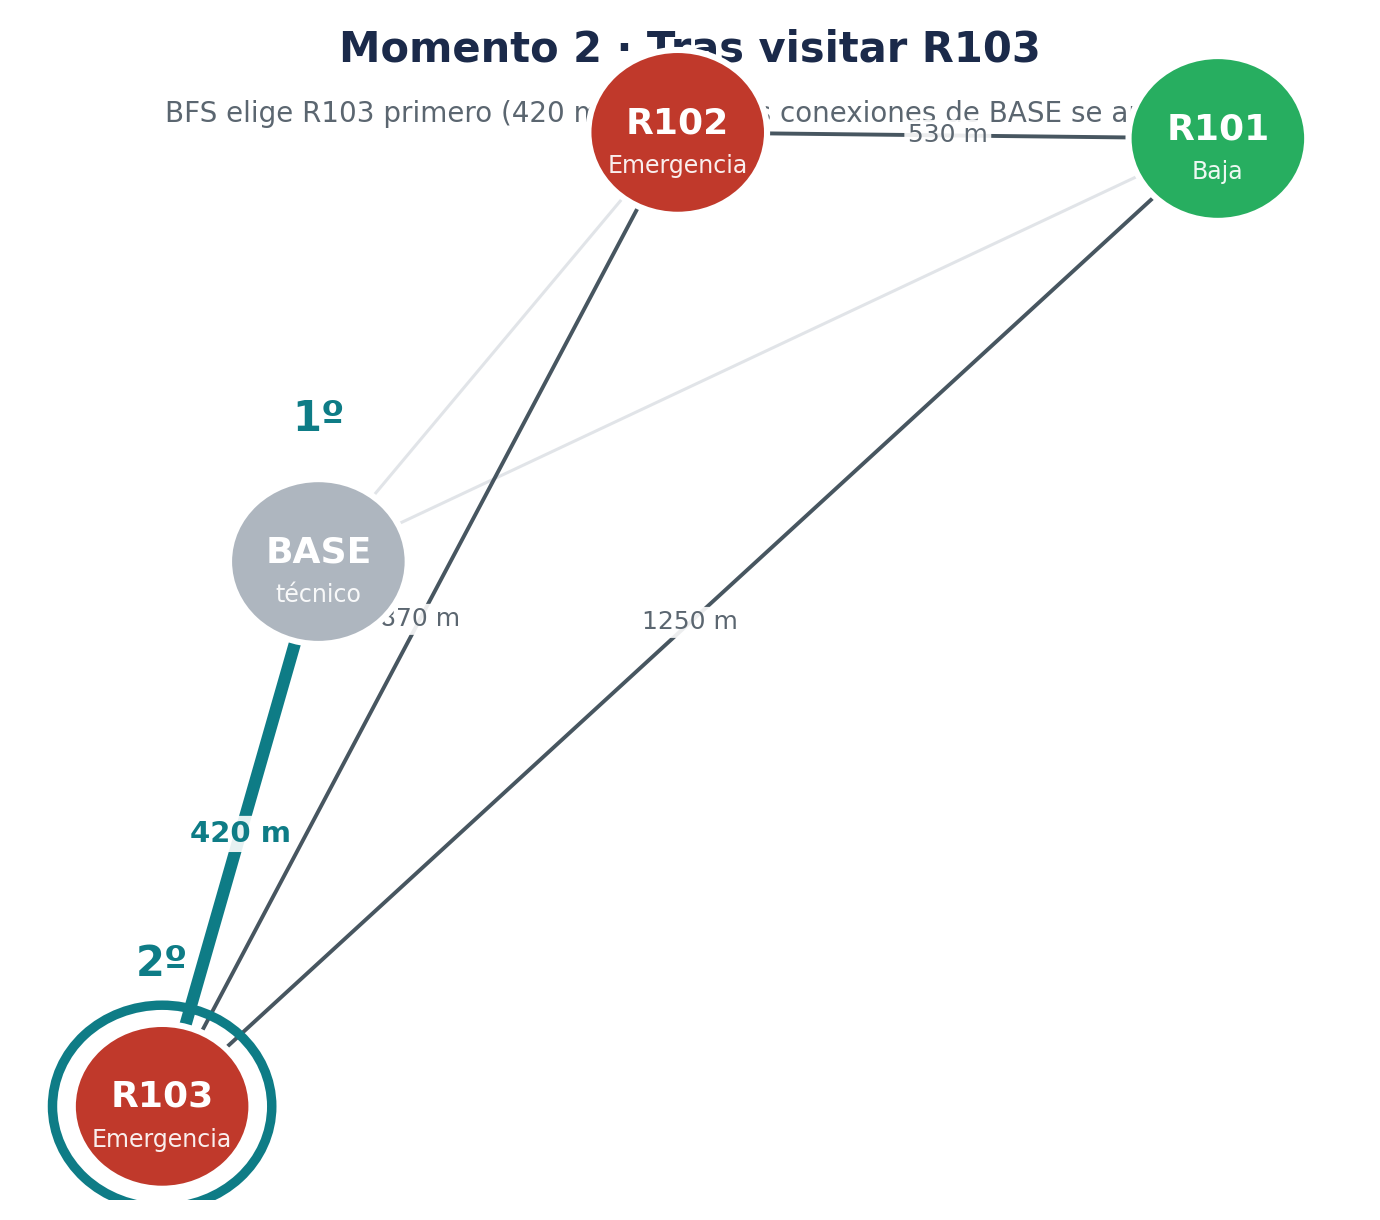 Momento 2 · Tras visitar R103
BFS elige R103 primero (420 conexiones de BASE se
R102
Emergencia
530 m
R101
Baja
1º
BASE
técnico
370 m
1250 m
420 m
2º
R103
Emergencia